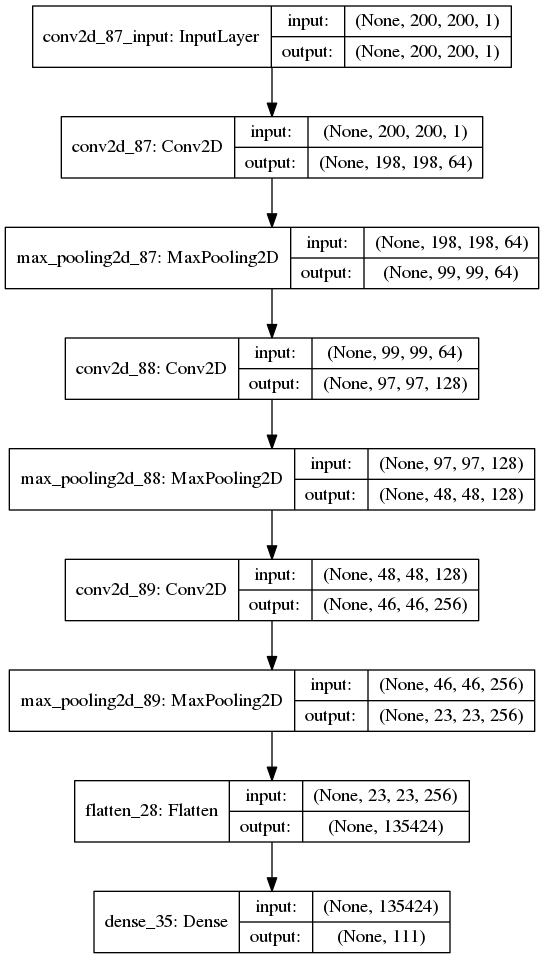 conv2d_87_input: InputLayer
input: (None, 200, 200, 1)
output: (None, 200, 200, 1)
conv2d_87: Conv2D
input: (None, 200, 200, 1)
output: (None, 198, 198, 64)
max_pooling2d_87: MaxPooling2D
input: (None, 198, 198, 64)
output: (None, 99, 99, 64)
conv2d_88: Conv2D
input: (None, 99, 99, 64)
output: (None, 97, 97, 128)
max_pooling2d_88: MaxPooling2D
input: (None, 97, 97, 128)
output: (None, 48, 48, 128)
conv2d_89: Conv2D
input: (None, 48, 48, 128)
output: (None, 46, 46, 256)
max_pooling2d_89: MaxPooling2D
input: (None, 46, 46, 256)
output: (None, 23, 23, 256)
flatten_28: Flatten
input: (None, 23, 23, 256)
output: (None, 135424)
dense_35: Dense
input: (None, 135424)
output: (None, 111)